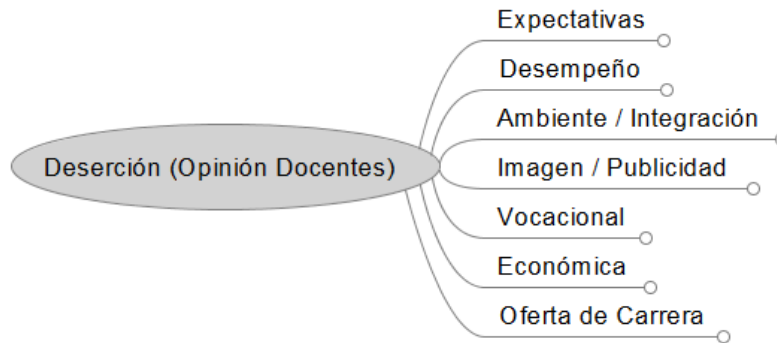 Expectativas
Desempeño
Ambiente / Integración
Deserción (Opinión Docentes)
Imagen / Publicidad
Vocacional
Económica
Oferta de Carrera